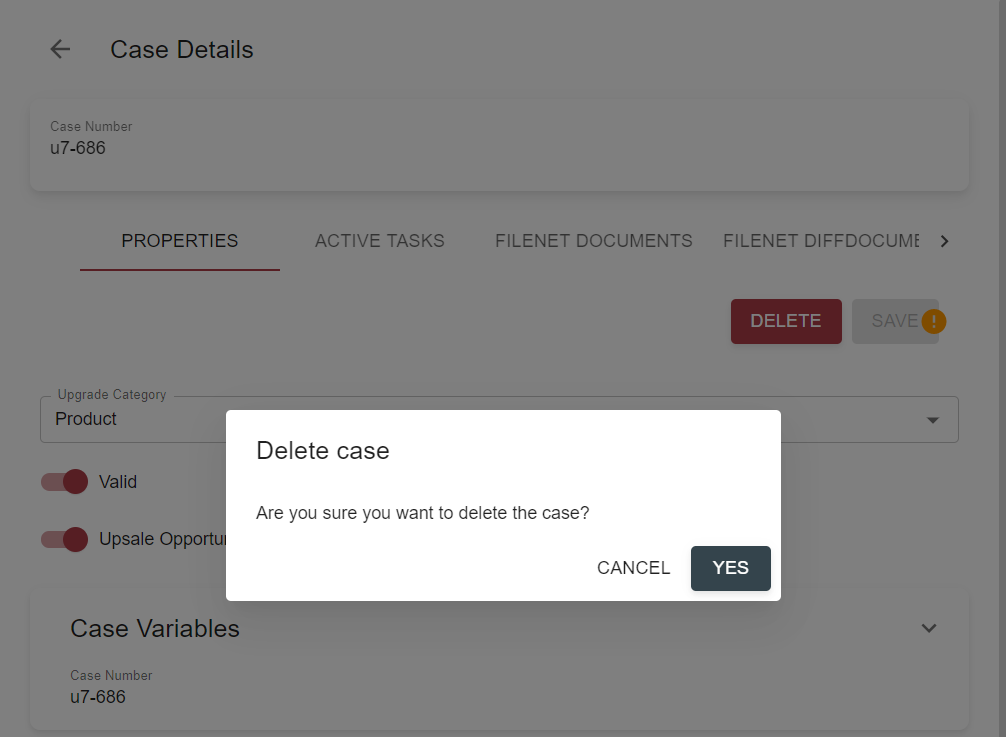 Case Details
Case Number
u7-686
PROPERTIES
ACTIVE TASKS
FILENET DOCUMENTS
FILENET DIFFDOCUME
DELETE
SAVE
!
Upgrade Category
Product
Valid
Upsale Opportun
Delete case
Are you sure you want to delete the case?
CANCEL
YES
Case Variables
Case Number
u7-686